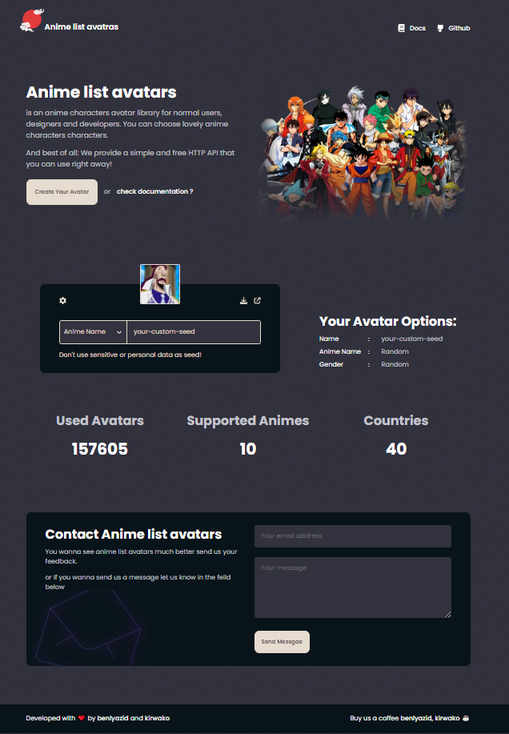 Anime list avatras
Docs
Github
Anime list avatars
is an anime characters avatar library for normal users,
designers and developers. You can choose lovely anime
characters characters.
And best of all: We provide a simple and free HTTP API that
you can use right away!
Create Your Avatar
or
check documentation ?
Anime Name
your-custom-seed
Don't use sensitive or personal data as seed!
Your Avatar Options:
Name : your-custom-seed
Anime Name : Random
Gender : Random
Used Avatars
157605
Supported Animes
10
Countries
40
Contact Anime list avatars
You wanna see anime list avatars much better send us your
feedback.
or if you wanna send us a message let us know in the feild
below
Your email address
Your message
Send Messgae
Developed with ❤ by benlyazid and kirwako
Buy us a coffee benlyazid, kirwako ☕